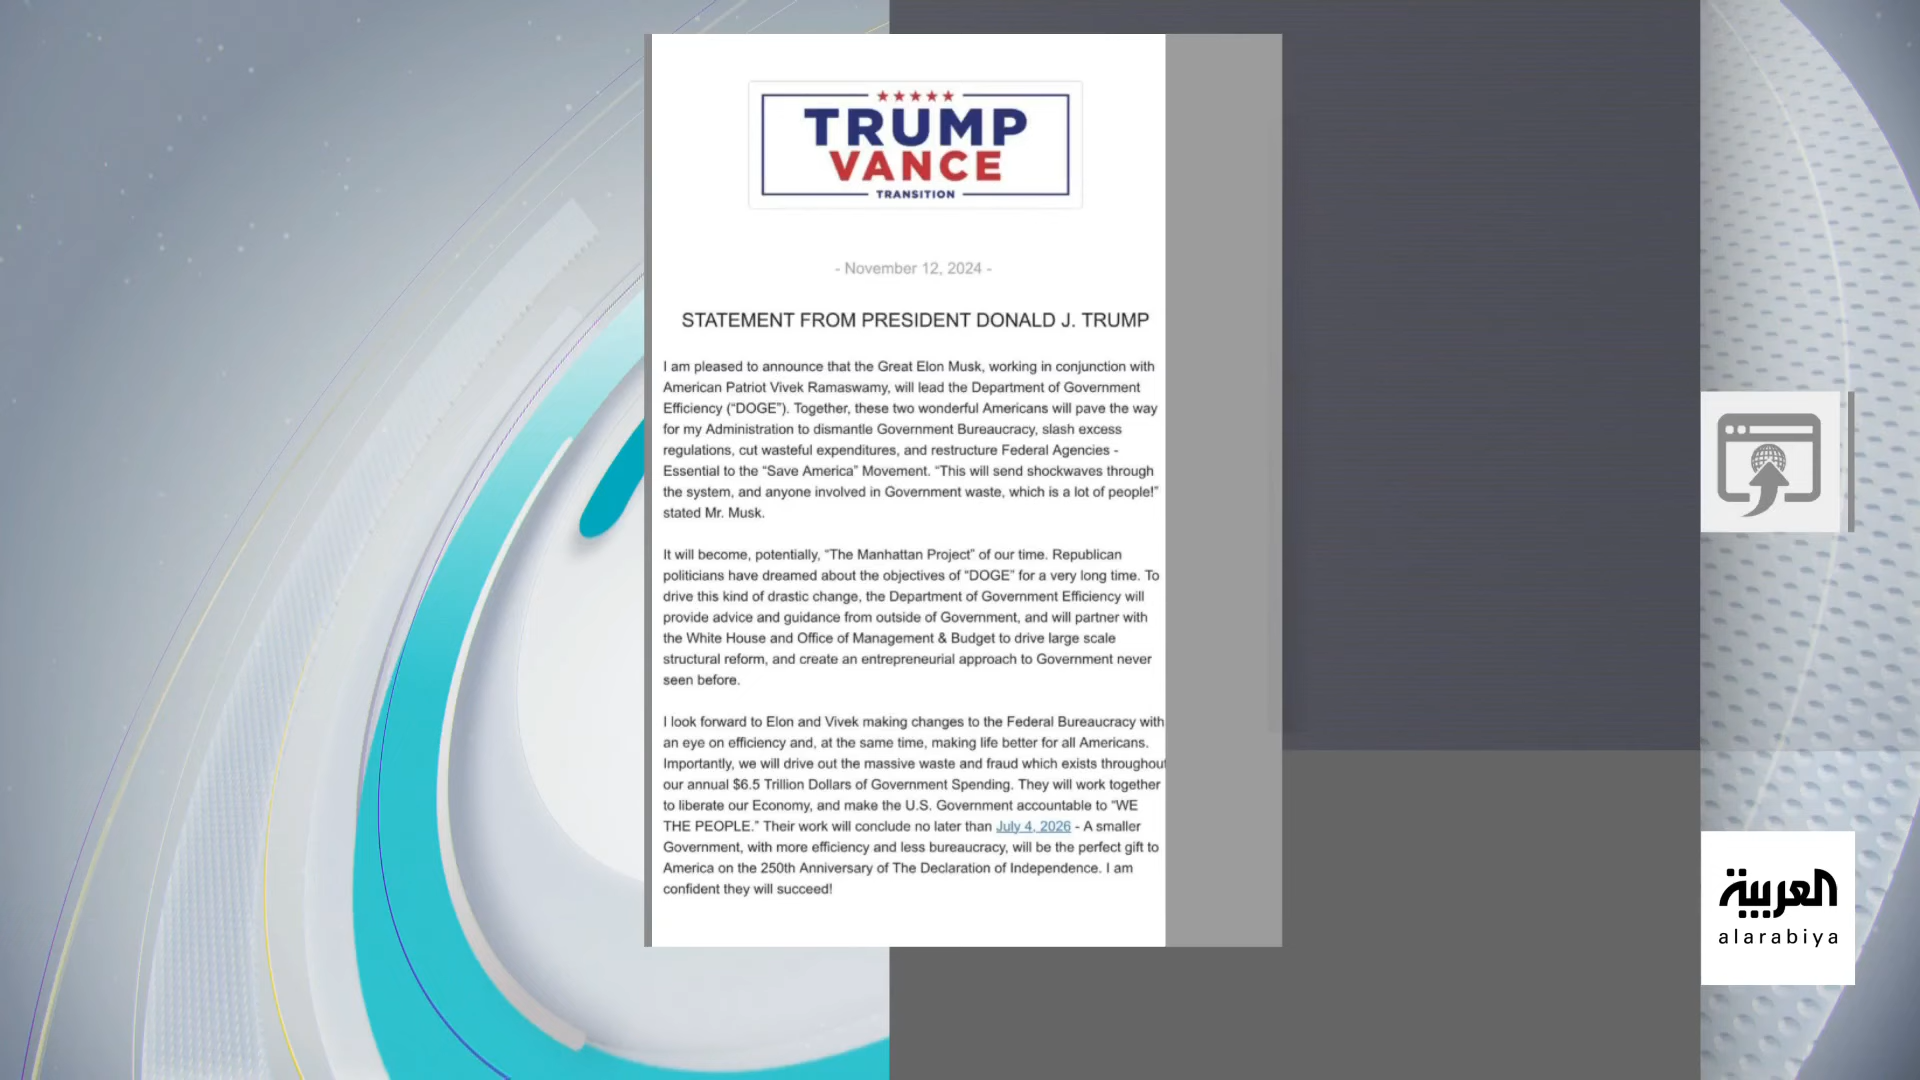 TRUMP
VANCE
TRANSITION
- November 12, 2024 -
STATEMENT FROM PRESIDENT DONALD J. TRUMP
I am pleased to announce that the Great Elon Musk, working in conjunction with
American Patriot Vivek Ramaswamy, will lead the Department of Government
Efficiency (“DOGE”). Together, these two wonderful Americans will pave the way
for my Administration to dismantle Government Bureaucracy, slash excess
regulations, cut wasteful expenditures, and restructure Federal Agencies -
Essential to the “Save America” Movement. “This will send shockwaves through
the system, and anyone involved in Government waste, which is a lot of people!”
stated Mr. Musk.
It will become, potentially, “The Manhattan Project” of our time. Republican
politicians have dreamed about the objectives of “DOGE” for a very long time. To
drive this kind of drastic change, the Department of Government Efficiency will
provide advice and guidance from outside of Government, and will partner with
the White House and Office of Management & Budget to drive large scale
structural reform, and create an entrepreneurial approach to Government never
seen before.
I look forward to Elon and Vivek making changes to the Federal Bureaucracy with
an eye on efficiency and, at the same time, making life better for all Americans.
Importantly, we will drive out the massive waste and fraud which exists throughout
our annual $6.5 Trillion Dollars of Government Spending. They will work together
to liberate our Economy, and make the U.S. Government accountable to “WE
THE PEOPLE.” Their work will conclude no later than July 4, 2026 - A smaller
Government, with more efficiency and less bureaucracy, will be the perfect gift to
America on the 250th Anniversary of The Declaration of Independence. I am
confident they will succeed!
العربية
alarabiya